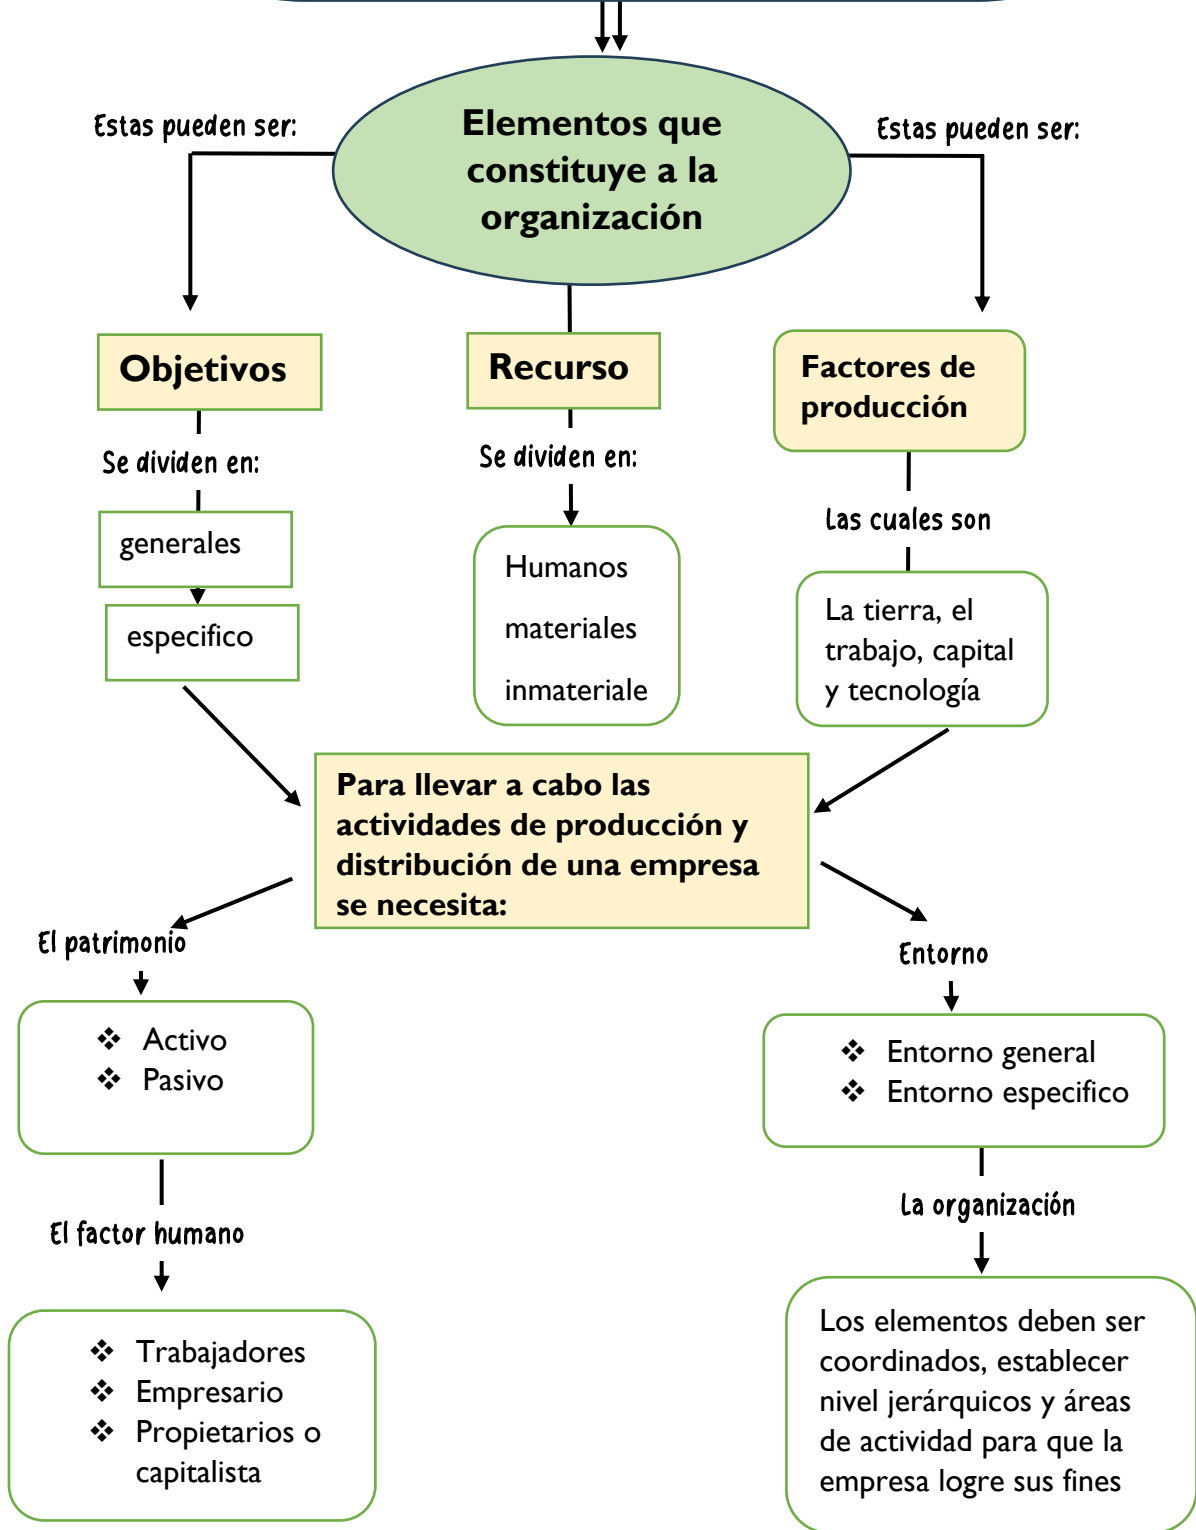 Elementos que
constituye a la
organización
Estas pueden ser:
Estas pueden ser:
Objetivos
Recurso
Factores de
producción
Se dividen en:
Se dividen en:
Las cuales son
generales
especifico
Humanos
materiales
inmateriale
La tierra, el
trabajo, capital
y tecnología
Para llevar a cabo las
actividades de producción y
distribución de una empresa
se necesita:
El patrimonio
❖ Activo
❖ Pasivo
El factor humano
❖ Trabajadores
❖ Empresario
❖ Propietarios o
capitalista
Entorno
❖ Entorno general
❖ Entorno especifico
La organización
Los elementos deben ser
coordinados, establecer
nivel jerárquicos y áreas
de actividad para que la
empresa logre sus fines